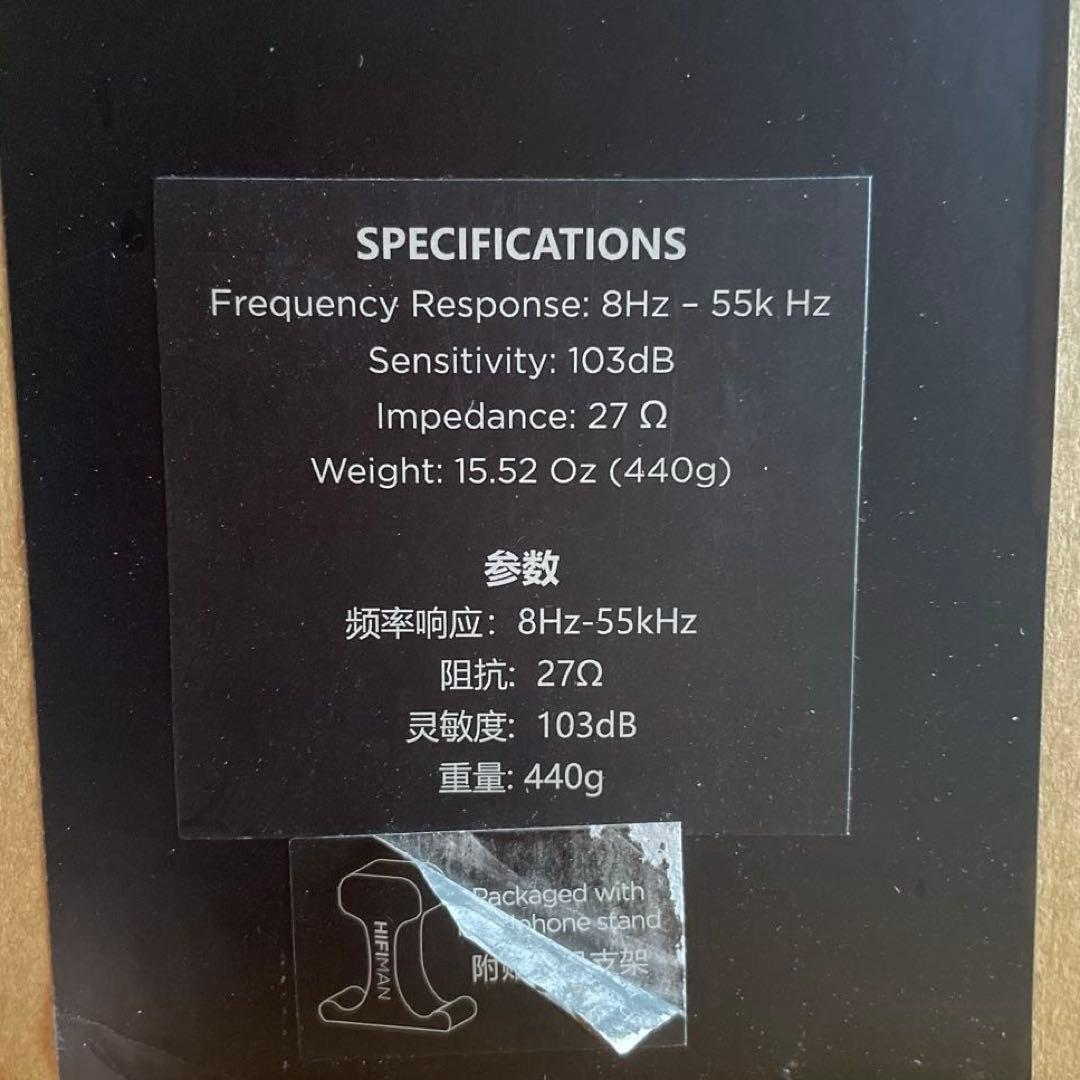 SPECIFICATIONS
Frequency Response: 8Hz – 55k Hz
Sensitivity: 103dB
Impedance: 27 Ω
Weight: 15.52 Oz (440g)
参数
频率响应：8Hz-55kHz
阻抗: 27Ω
灵敏度: 103dB
重量: 440g
HIFIMAN
Packaged with
stand
附 支架